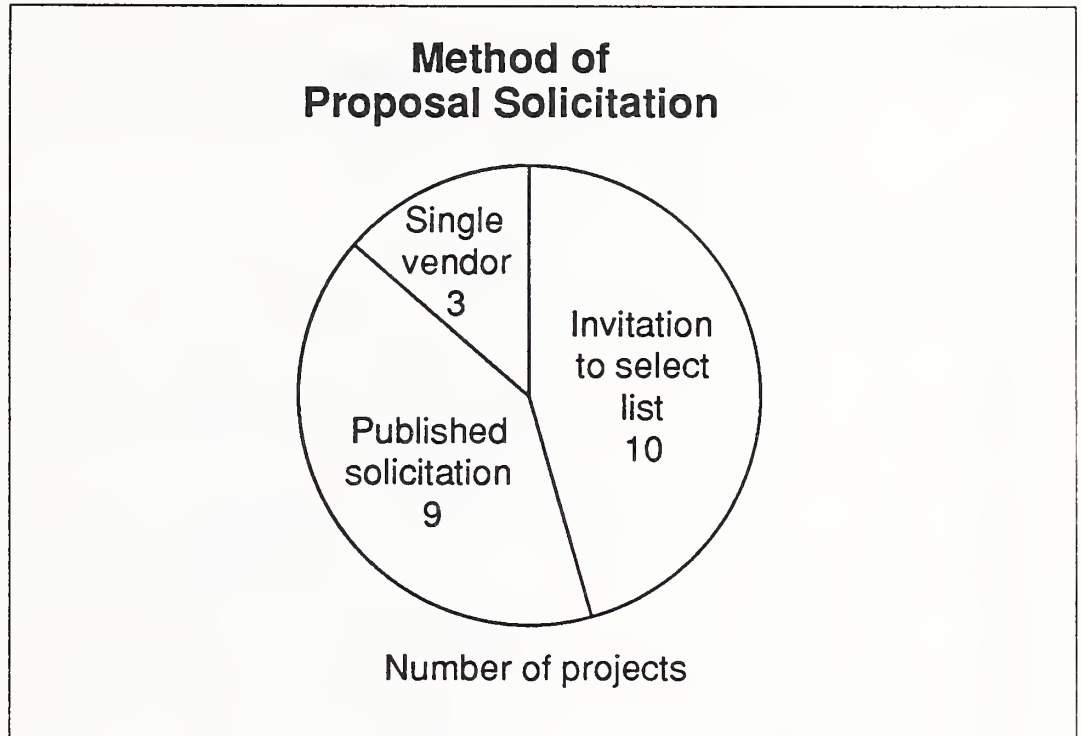 Method of
Proposal Solicitation
Single
vendor
3
Invitation
to select
list
10
Published
solicitation
9
Number of projects